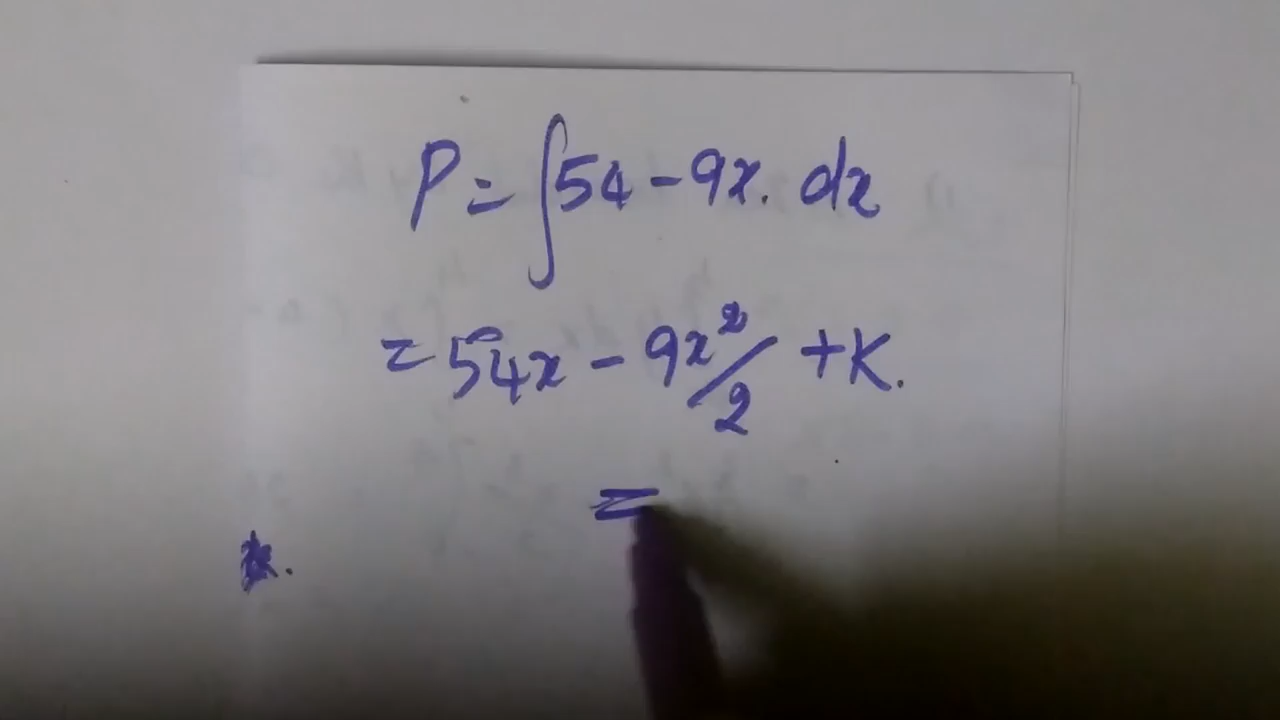 P = ∫54 - 9x. dx
= 54x - 9x²/2 + K.
=